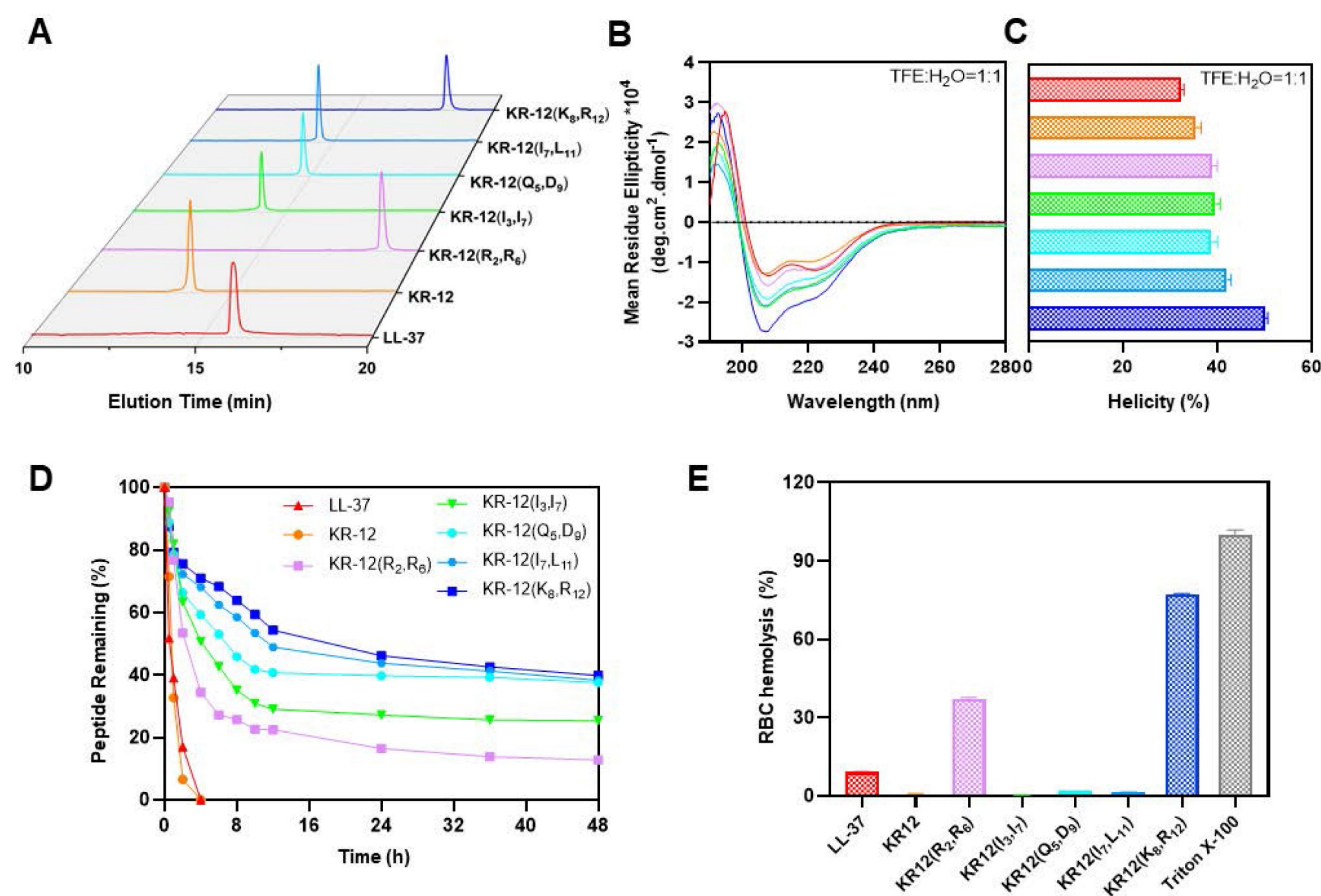 A
KR-12(K₈,R₁₂)
KR-12(I₇,L₁₁)
KR-12(Q₅,D₉)
KR-12(I₃,I₇)
KR-12(R₂,R₆)
KR-12
LL-37
10
15
20
Elution Time (min)
B
TFE:H₂O=1:1
4
3
2
1
0
-1
-2
-3
200
220
240
260
280
Mean Residue Ellipticity *10⁴
(deg.cm².dmol⁻¹)
Wavelength (nm)
C
TFE:H₂O=1:1
0
20
40
60
Helicity (%)
D
100
80
60
40
20
0
0
8
16
24
32
40
48
Peptide Remaining (%)
Time (h)
LL-37
KR-12
KR-12(R₂,R₆)
KR-12(I₃,I₇)
KR-12(Q₅,D₉)
KR-12(I₇,L₁₁)
KR-12(K₈,R₁₂)
E
120
90
60
30
0
RBC hemolysis (%)
LL-37
KR12
KR12(R₂,R₆)
KR12(I₃,I₇)
KR12(Q₅,D₉)
KR12(I₇,L₁₁)
KR12(K₈,R₁₂)
Triton X-100